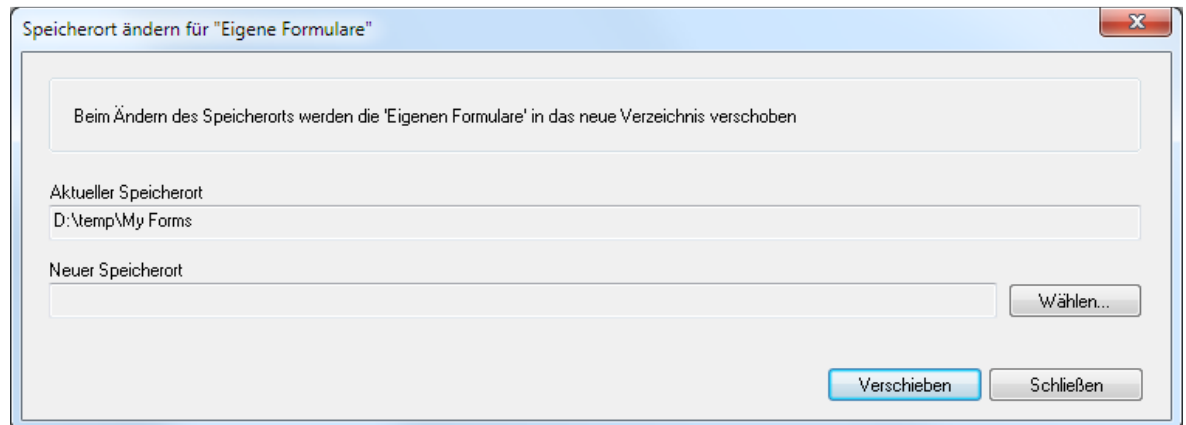 Speicherort ändern für "Eigene Formulare"
Beim Ändern des Speicherorts werden die 'Eigenen Formulare' in das neue Verzeichnis verschoben
Aktueller Speicherort
D:\temp\My Forms
Neuer Speicherort
Wählen...
Verschieben
Schließen